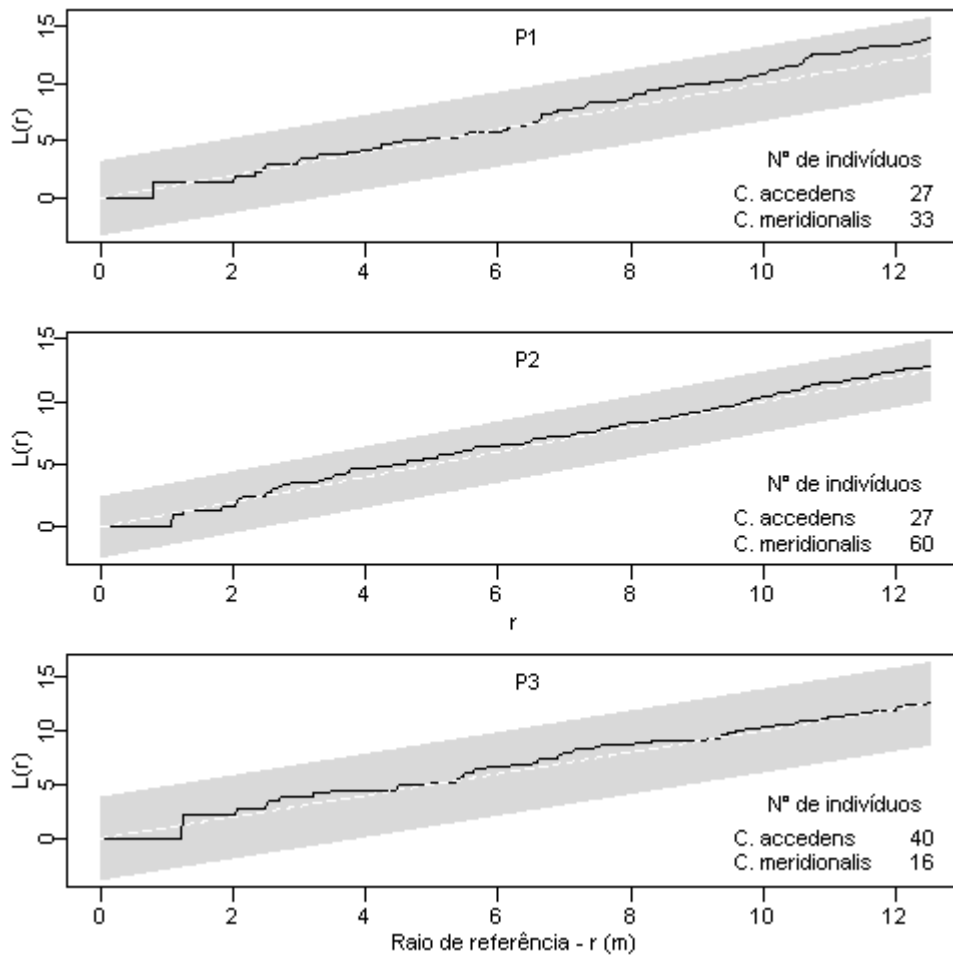 P1
L(r)
15
10
5
0
N° de indivíduos
C. accedens 27
C. meridionalis 33
0 2 4 6 8 10 12
P2
L(r)
15
10
5
0
N° de indivíduos
C. accedens 27
C. meridionalis 60
0 2 4 6 8 10 12
r
P3
L(r)
15
10
5
0
N° de indivíduos
C. accedens 40
C. meridionalis 16
0 2 4 6 8 10 12
Raio de referência - r (m)